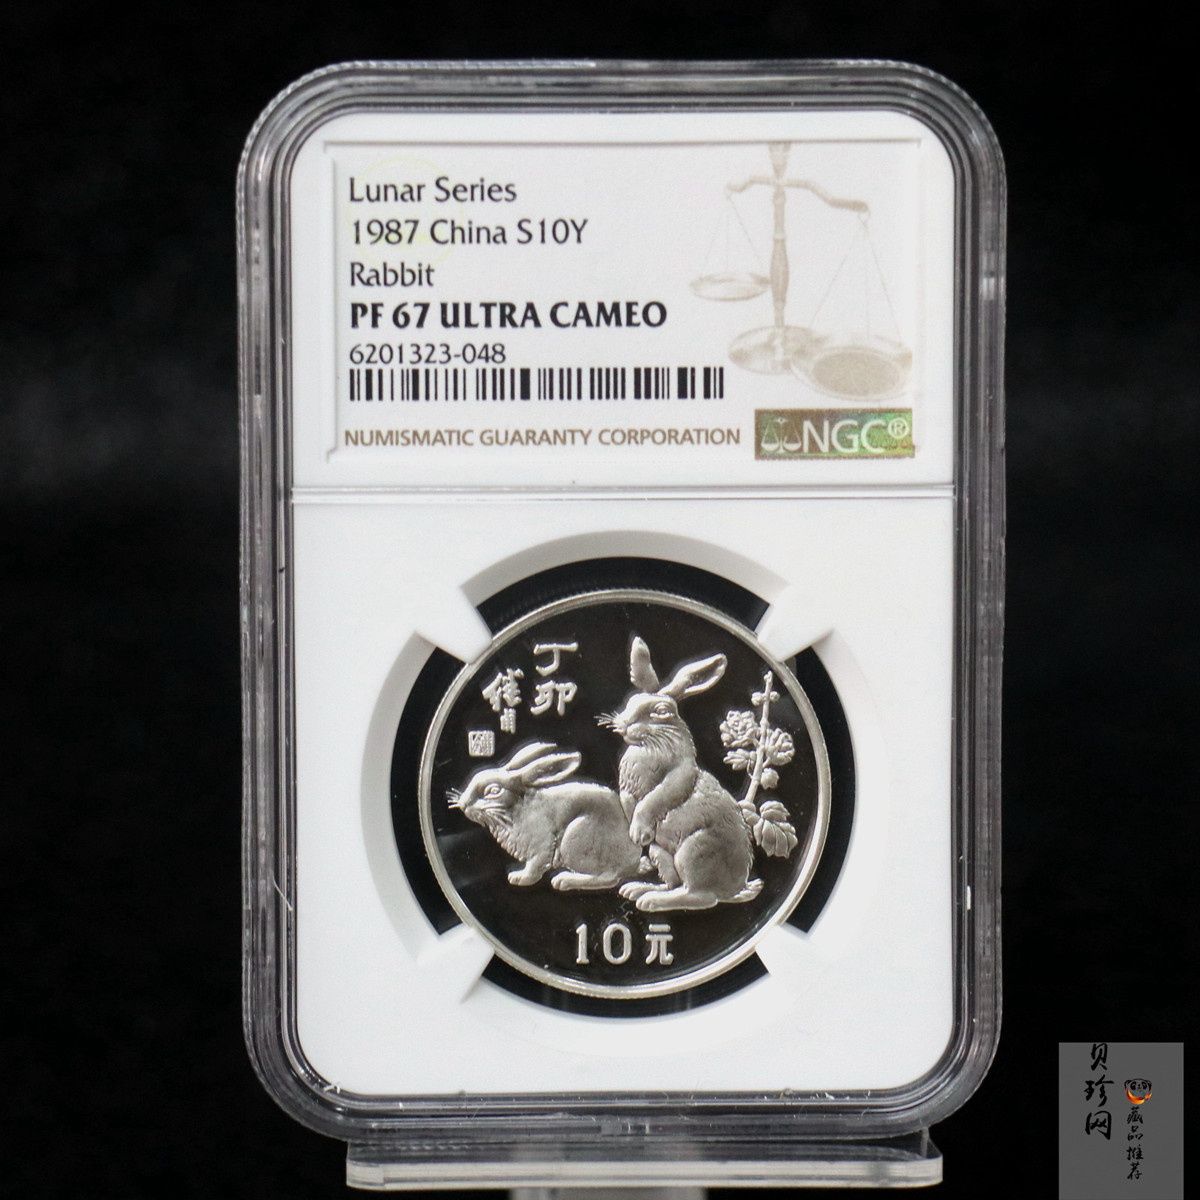 Lunar Series
1987 China S10Y
Rabbit
PF 67 ULTRA CAMEO
6201323-048
NUMISMATIC GUARANTY CORPORATION
NGC®
丁卯
10元
贝珍网
藏品推荐